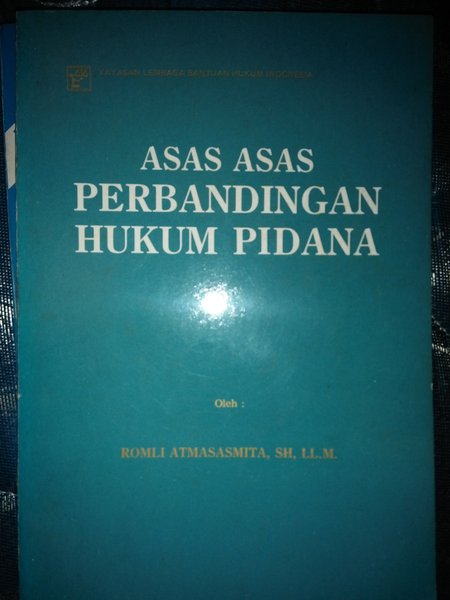 YAYASAN LEMBAGA BANTUAN HUKUM INDONESIA
ASAS ASAS
PERBANDINGAN
HUKUM PIDANA
Oleh :
ROMLI ATMASASMITA, SH, LL.M.